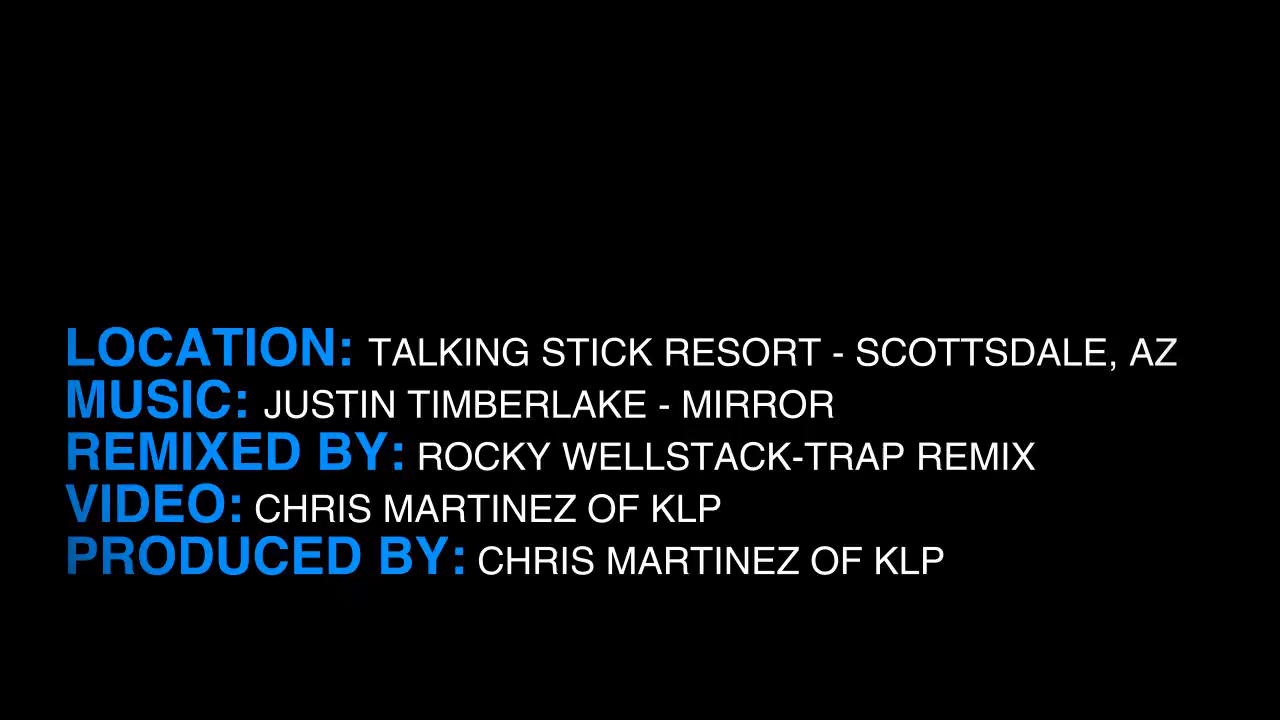 LOCATION: TALKING STICK RESORT - SCOTTSDALE, AZ
MUSIC: JUSTIN TIMBERLAKE - MIRROR
REMIXED BY: ROCKY WELLSTACK-TRAP REMIX
VIDEO: CHRIS MARTINEZ OF KLP
PRODUCED BY: CHRIS MARTINEZ OF KLP